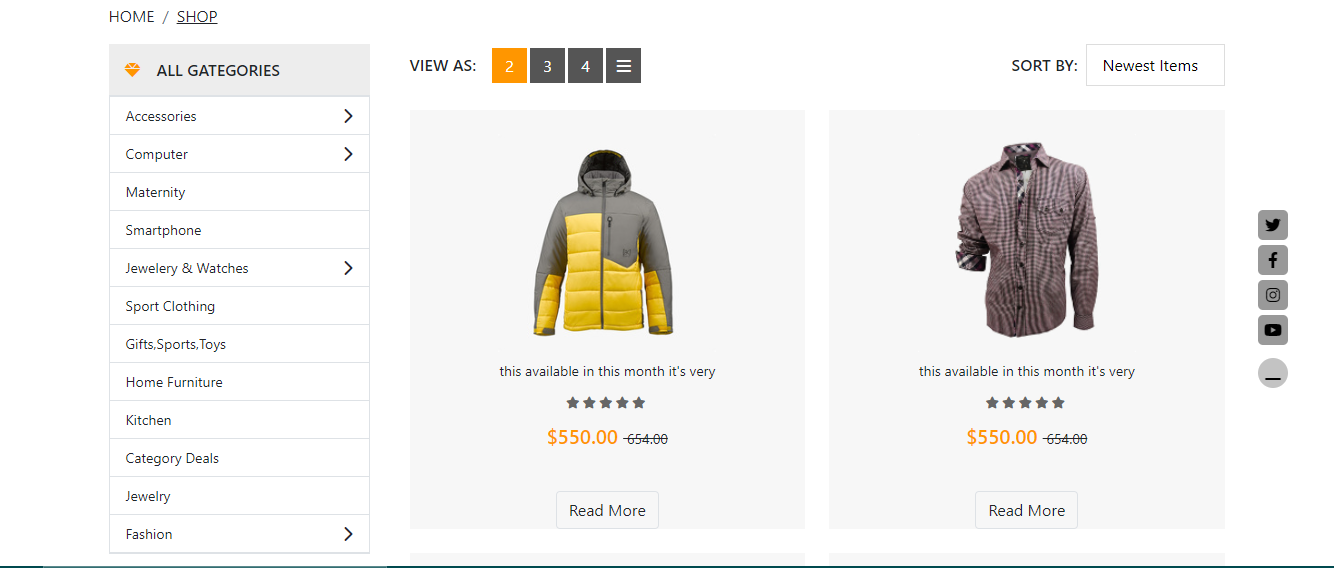 HOME / SHOP
ALL GATEGORIES
Accessories
Computer
Maternity
Smartphone
Jewelery & Watches
Sport Clothing
Gifts,Sports,Toys
Home Furniture
Kitchen
Category Deals
Jewelry
Fashion
VIEW AS: 2 3 4
SORT BY: Newest Items
this available in this month it's very
$550.00 654.00
Read More
this available in this month it's very
$550.00 654.00
Read More